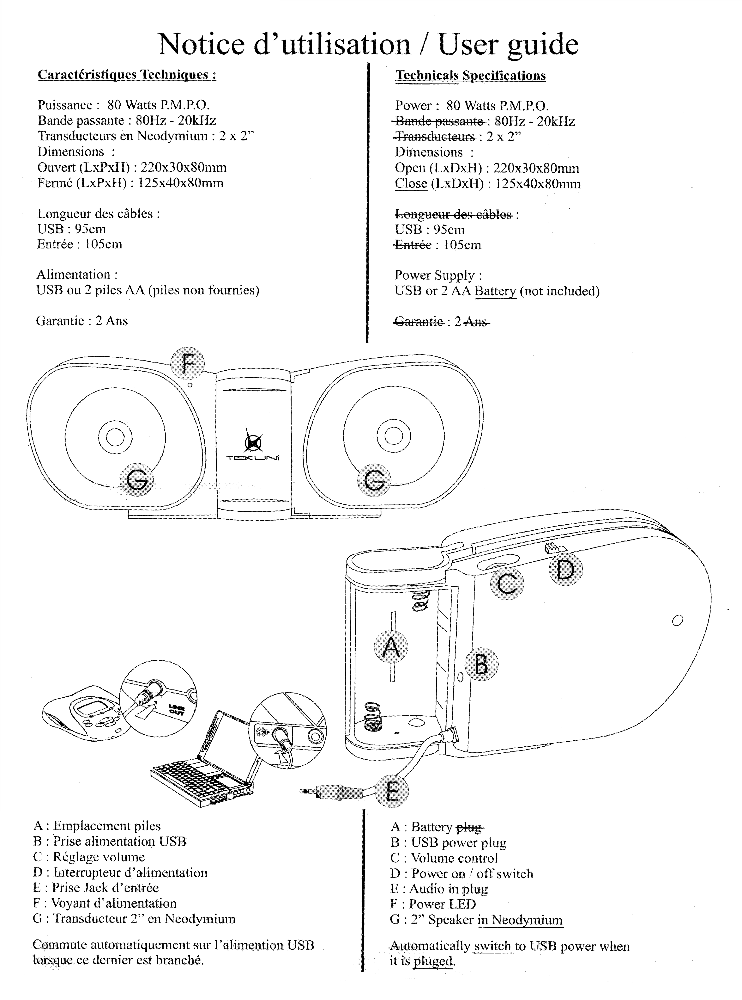 Notice d'utilisation / User guide
Caractéristiques Techniques :
Puissance : 80 Watts P.M.P.O.
Bande passante : 80Hz - 20kHz
Transducteurs en Neodymium : 2 x 2”
Dimensions :
Ouvert (LxPxH) : 220x30x80mm
Fermé (LxPxH) : 125x40x80mm
Longueur des câbles :
USB : 95cm
Entrée : 105cm
Alimentation :
USB ou 2 piles AA (piles non fournies)
Garantie : 2 Ans
Technicals Specifications
Power : 80 Watts P.M.P.O.
Bande passante : 80Hz - 20kHz
Transducteurs : 2 x 2”
Dimensions :
Open (LxDxH) : 220x30x80mm
Close (LxDxH) : 125x40x80mm
Longueur des câbles :
USB : 95cm
Entrée : 105cm
Power Supply :
USB or 2 AA Battery (not included)
Garantie : 2 Ans
F
TEKUNi
G
G
D
C
A
B
1
LINE
OUT
E
A : Emplacement piles
B : Prise alimentation USB
C : Réglage volume
D : Interrupteur d'alimentation
E : Prise Jack d'entrée
F : Voyant d'alimentation
G : Transducteur 2” en Neodymium
Commute automatiquement sur l'alimention USB
lorsque ce dernier est branché.
A : Battery plug
B : USB power plug
C : Volume control
D : Power on / off switch
E : Audio in plug
F : Power LED
G : 2” Speaker in Neodymium
Automatically switch to USB power when
it is pluged.